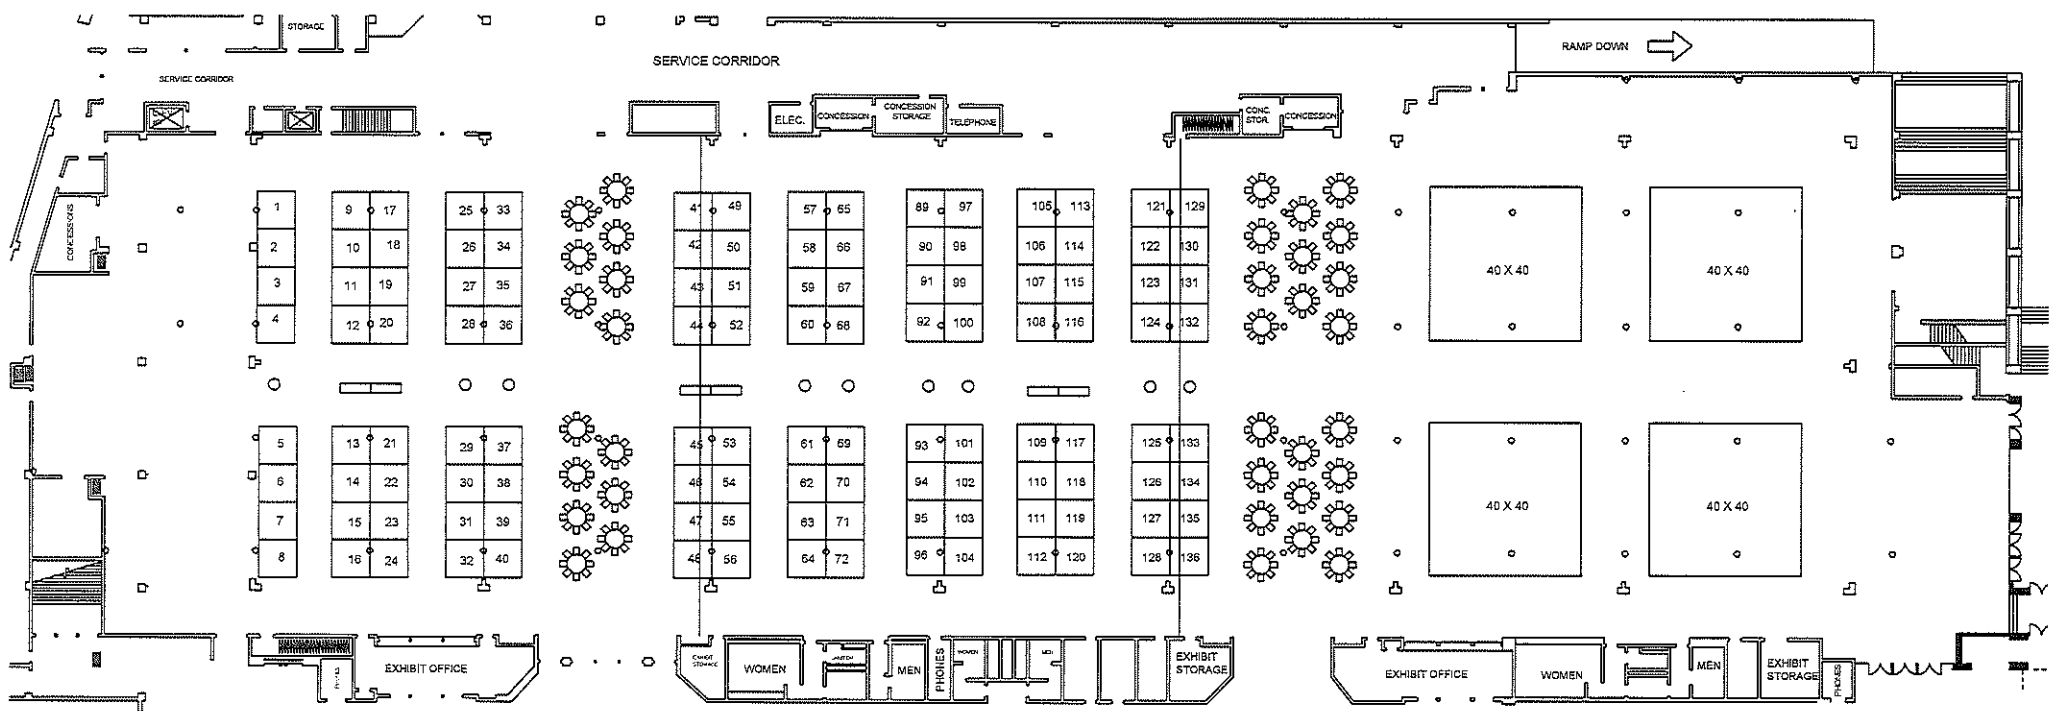 STORAGE
RAMP DOWN
SERVICE CORRIDOR
SERVICE CORRIDOR
CONCESSION STORAGE
ELEC.
CONCESSION
TELEPHONE
CONC. STOR.
CONCESSION
CONCESSIONS
1 9 17 25 33 41 49 57 65 89 97 105 113 121 129
2 10 18 26 34 42 50 58 66 90 98 106 114 122 130
3 11 19 27 35 43 51 59 67 91 99 107 115 123 131
4 12 20 28 36 44 52 60 68 92 100 108 116 124 132
40 X 40 40 X 40
5 13 21 29 37 45 53 61 69 93 101 109 117 125 133
6 14 22 30 38 46 54 62 70 94 102 110 118 126 134
7 15 23 31 39 47 55 63 71 95 103 111 119 127 135
8 16 24 32 40 48 56 64 72 96 104 112 120 128 136
40 X 40 40 X 40
EXHIBIT OFFICE
EXHIBIT STORAGE
WOMEN
MEN
PHONES
WOMEN
MEN
EXHIBIT STORAGE
EXHIBIT OFFICE
WOMEN
MEN
EXHIBIT STORAGE
PHONES